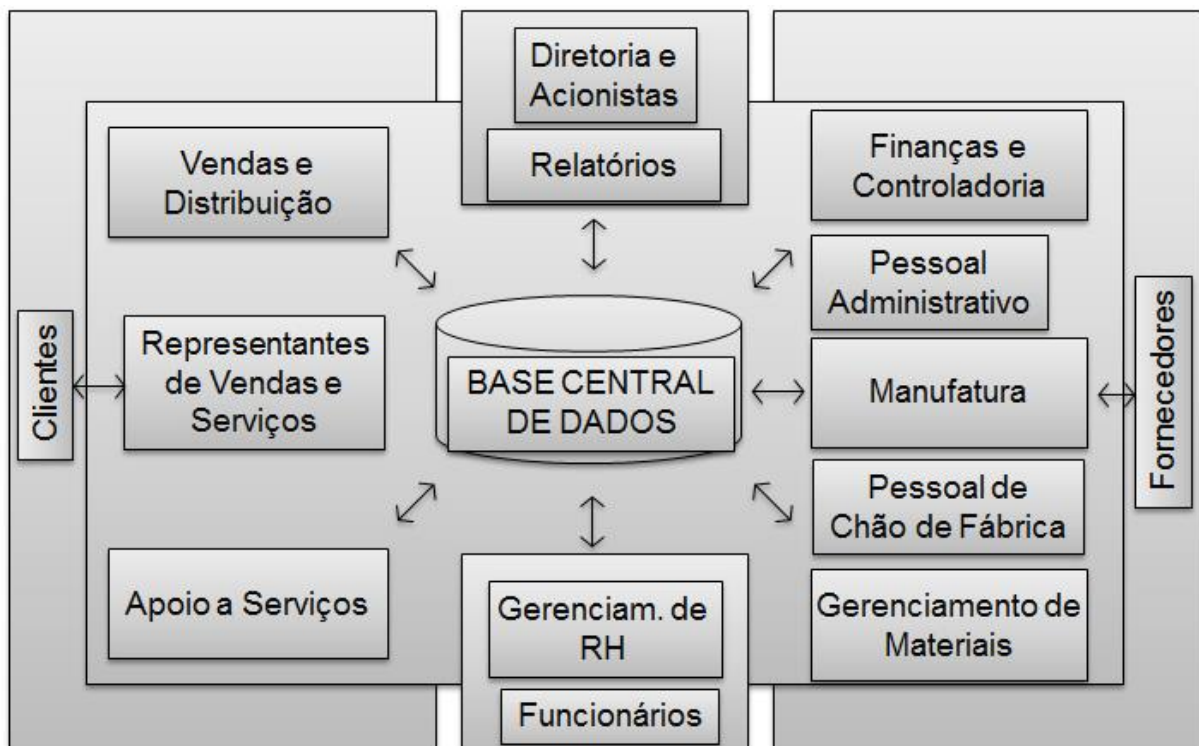 Diretoria e
Acionistas
Relatórios
Vendas e
Distribuição
Finanças e
Controladoria
Pessoal
Administrativo
Clientes
Representantes
de Vendas e
Serviços
BASE CENTRAL
DE DADOS
Manufatura
Fornecedores
Pessoal de
Chão de Fábrica
Apoio a Serviços
Gerenciam. de
RH
Funcionários
Gerenciamento de
Materiais